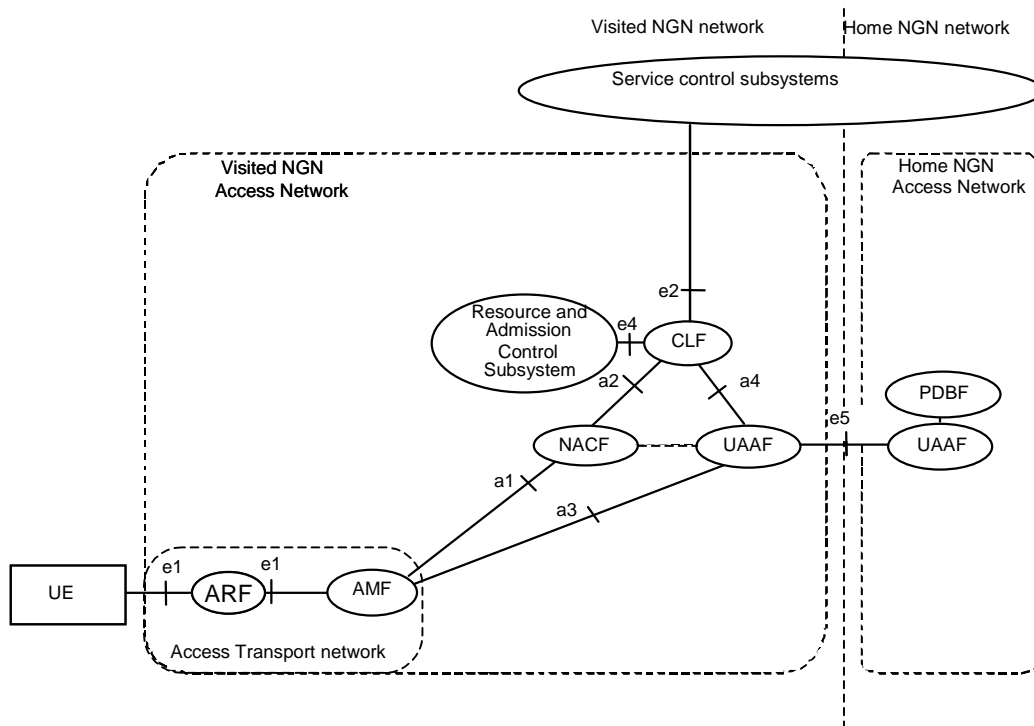 Visited NGN network
Home NGN network
Service control subsystems
Visited NGN
Access Network
Home NGN
Access Network
e2
Resource and
Admission
Control
Subsystem
e4
CLF
a2
a4
PDBF
e5
NACF
UAAF
UAAF
a1
a3
e1
e1
UE
ARF
AMF
Access Transport network